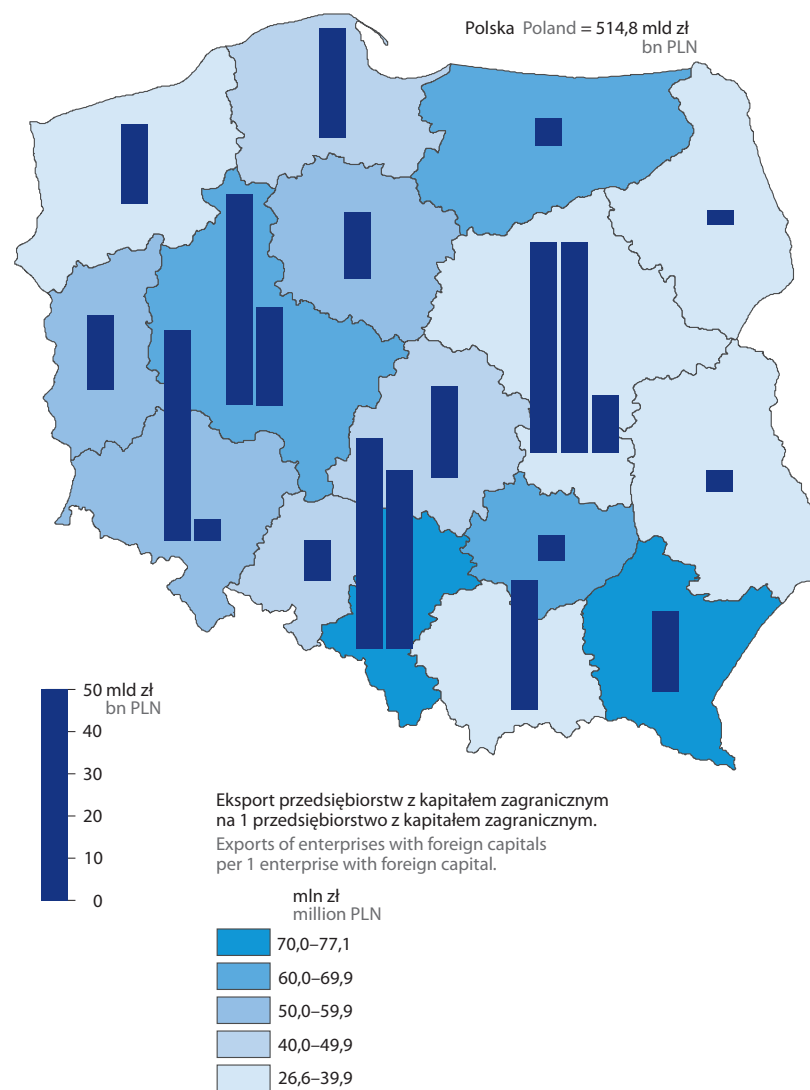 Polska Poland = 514,8 mld zł
bn PLN
50 mld zł
bn PLN
40
30
20
10
0
Eksport przedsiębiorstw z kapitałem zagranicznym
na 1 przedsiębiorstwo z kapitałem zagranicznym.
Exports of enterprises with foreign capitals
per 1 enterprise with foreign capital.
mln zł
million PLN
70,0–77,1
60,0–69,9
50,0–59,9
40,0–49,9
26,6–39,9